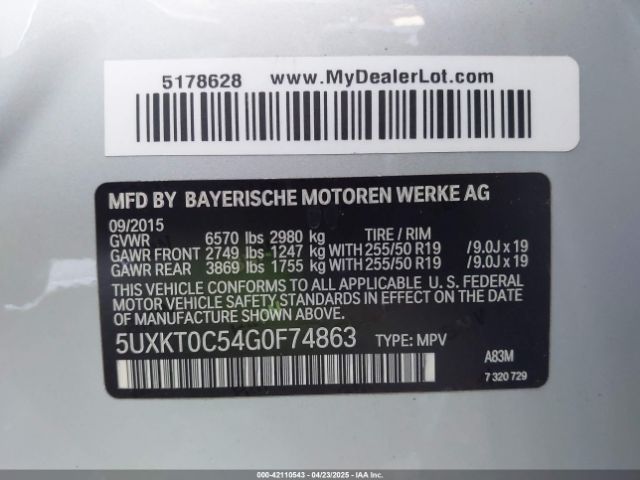 5178628 www.MyDealerLot.com
MFD BY BAYERISCHE MOTOREN WERKE AG
09/2015
GVWR 6570 lbs 2980 kg TIRE / RIM
GAWR FRONT 2749 lbs 1247 kg WITH 255/50 R19 /9.0J x 19
GAWR REAR 3869 lbs 1755 kg WITH 255/50 R19 /9.0J x 19
THIS VEHICLE CONFORMS TO ALL APPLICABLE U. S. FEDERAL
MOTOR VEHICLE SAFETY STANDARDS IN EFFECT ON THE DATE
OF MANUFACTURE SHOWN ABOVE.
5UXKT0C54G0F74863 TYPE: MPV A83M
7 320 729
000-42110543 - 04/23/2025 - IAAI.COM